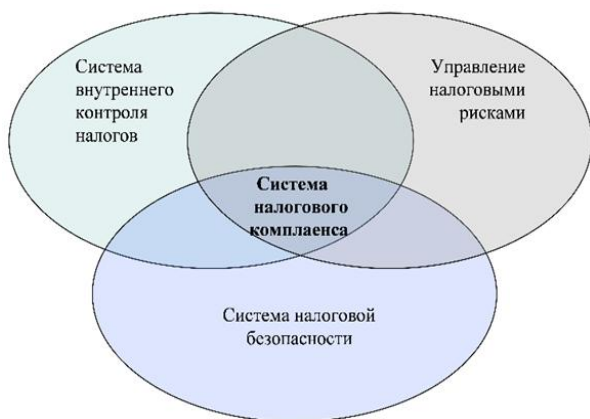 Система
внутреннего
контроля
налогов
Управление
налоговыми
рисками
Система
налогового
комплаенса
Система налоговой
безопасности